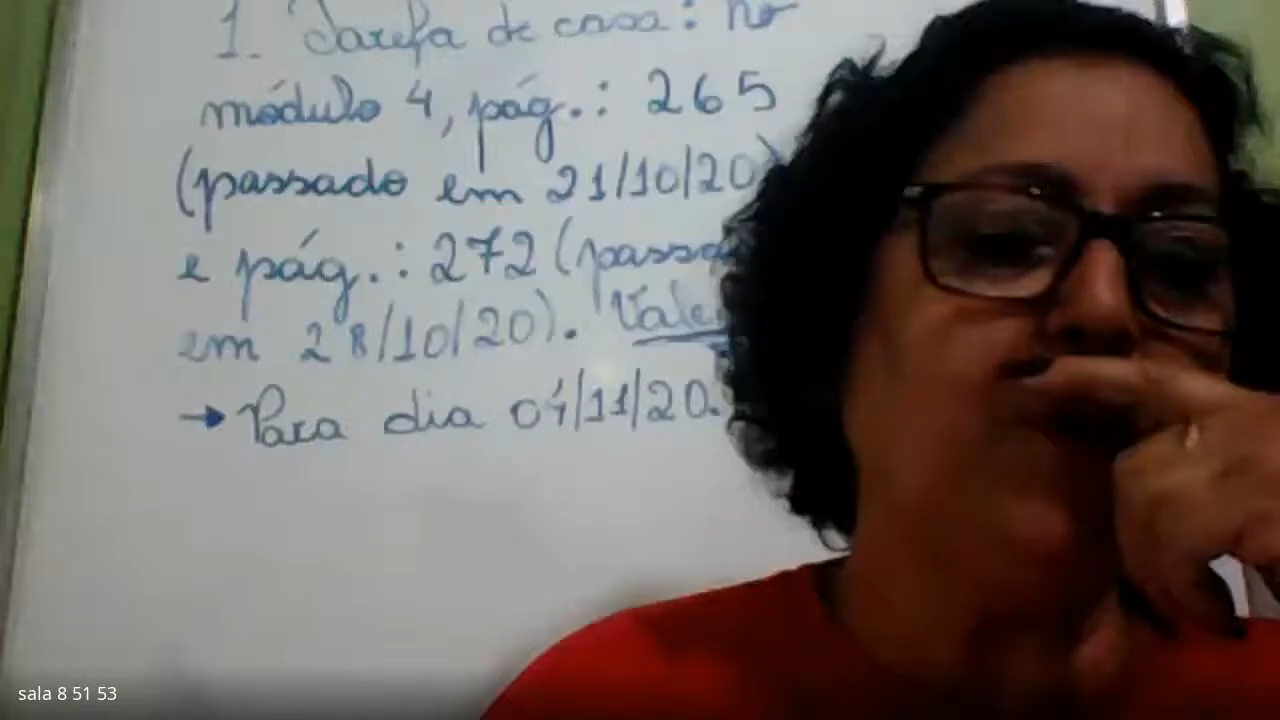 1. Tarefa de casa: no
módulo 4, pág.: 265
(passado em 21/10/20)
e pág.: 272 (passa
em 28/10/20). Vale
→ Para dia 04/11/20.
sala 8 51 53